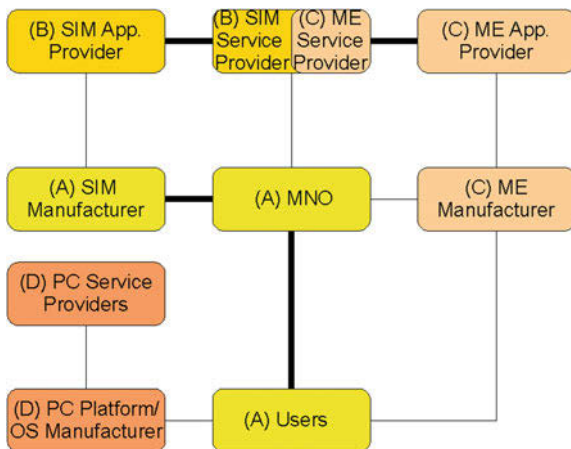 (B) SIM App.
Provider
(B) SIM
Service
Provider
(C) ME
Service
Provider
(C) ME App.
Provider
(A) SIM
Manufacturer
(A) MNO
(C) ME
Manufacturer
(D) PC Service
Providers
(D) PC Platform/
OS Manufacturer
(A) Users